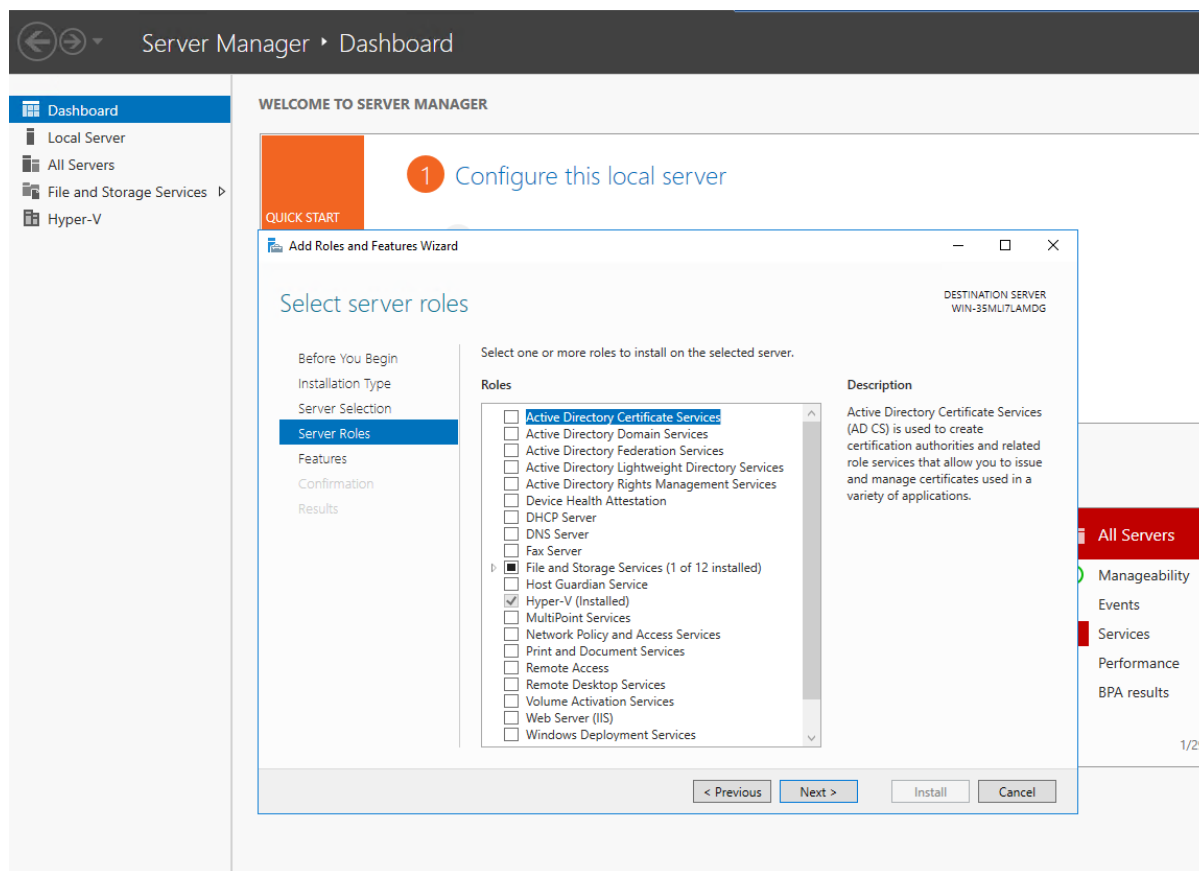 Server Manager ‣ Dashboard
Dashboard
Local Server
All Servers
File and Storage Services
Hyper-V
WELCOME TO SERVER MANAGER
QUICK START
1 Configure this local server
Add Roles and Features Wizard
Select server roles
DESTINATION SERVER
WIN-35MLI7LAMDG
Before You Begin
Installation Type
Server Selection
Server Roles
Features
Confirmation
Results
Select one or more roles to install on the selected server.
Roles
Active Directory Certificate Services
Active Directory Domain Services
Active Directory Federation Services
Active Directory Lightweight Directory Services
Active Directory Rights Management Services
Device Health Attestation
DHCP Server
DNS Server
Fax Server
File and Storage Services (1 of 12 installed)
Host Guardian Service
Hyper-V (Installed)
MultiPoint Services
Network Policy and Access Services
Print and Document Services
Remote Access
Remote Desktop Services
Volume Activation Services
Web Server (IIS)
Windows Deployment Services
Description
Active Directory Certificate Services
(AD CS) is used to create
certification authorities and related
role services that allow you to issue
and manage certificates used in a
variety of applications.
< Previous
Next >
Install
Cancel
All Servers
Manageability
Events
Services
Performance
BPA results